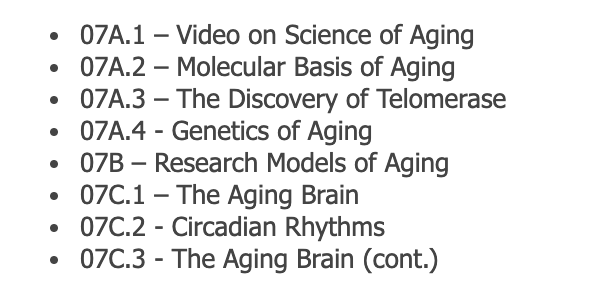 • 07A.1 – Video on Science of Aging
• 07A.2 – Molecular Basis of Aging
• 07A.3 – The Discovery of Telomerase
• 07A.4 - Genetics of Aging
• 07B – Research Models of Aging
• 07C.1 – The Aging Brain
• 07C.2 - Circadian Rhythms
• 07C.3 - The Aging Brain (cont.)